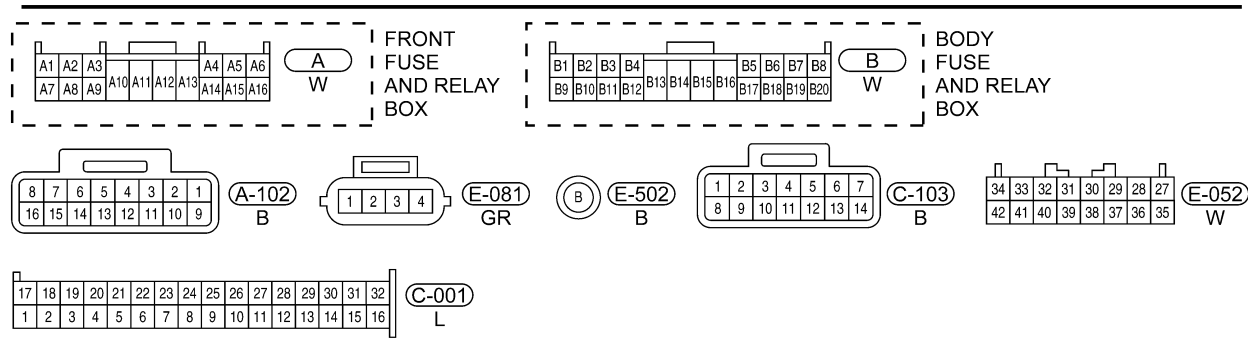 A1 A2 A3 A10 A11 A12 A13 A4 A5 A6
A7 A8 A9 A14 A15 A16
A
W
FRONT
FUSE
AND RELAY
BOX
B1 B2 B3 B4 B13 B14 B15 B16 B5 B6 B7 B8
B9 B10 B11 B12 B17 B18 B19 B20
B
W
BODY
FUSE
AND RELAY
BOX
8 7 6 5 4 3 2 1
16 15 14 13 12 11 10 9
A-102
B
1 2 3 4
E-081
GR
B
E-502
B
1 2 3 4 5 6 7
8 9 10 11 12 13 14
C-103
B
34 33 32 31 30 29 28 27
42 41 40 39 38 37 36 35
E-052
W
17 18 19 20 21 22 23 24 25 26 27 28 29 30 31 32
1 2 3 4 5 6 7 8 9 10 11 12 13 14 15 16
C-001
L